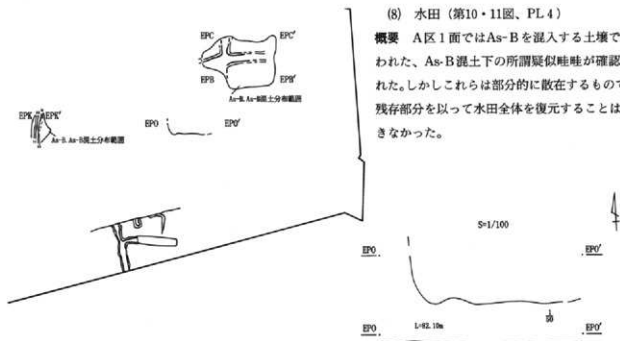 (8) 水田（第10・11図、PL 4）
概要　A区1面ではAs-Bを混入する土壌で
われた、As-B混土下の所謂疑似畦畔が確認
れた。しかしこれらは部分的に散在するもので
残存部分を以って水田全体を復元することは
きなかった。
EPC EPC′
EPB EPB′
As-B、As-B混土分布範囲
EPK EPK′
As-B、As-B混土分布範囲
EPO EPO′
S=1/100
EPO EPO′
50
EPO L=82.10m EPO′